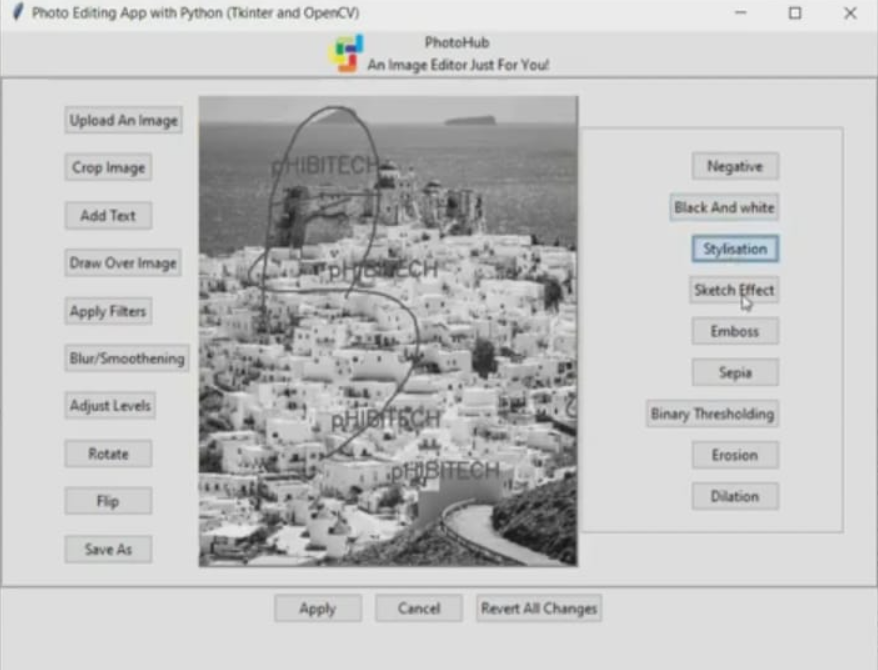 Photo Editing App with Python (Tkinter and OpenCV)
PhotoHub
An Image Editor Just For You!
Upload An Image
Crop Image
Add Text
Draw Over Image
Apply Filters
Blur/Smoothening
Adjust Levels
Rotate
Flip
Save As
pHIBITECH
pHIBITECH
pHIBITECH
pHIBITECH
Negative
Black And white
Stylisation
Sketch Effect
Emboss
Sepia
Binary Thresholding
Erosion
Dilation
Apply
Cancel
Revert All Changes